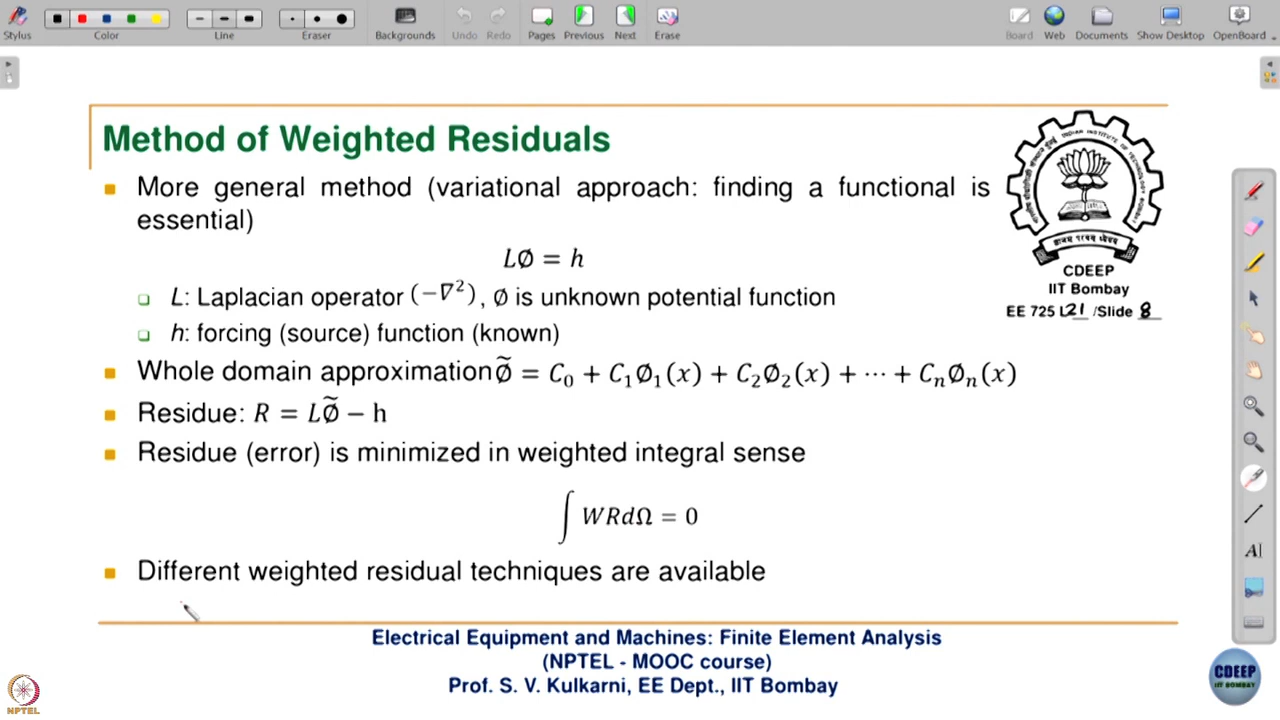 Stylus
Color
Line
Eraser
Backgrounds
Undo
Redo
Pages
Previous
Next
Erase
Board
Web
Documents
Show Desktop
OpenBoard
Method of Weighted Residuals
More general method (variational approach: finding a functional is
essential)
LØ = h
L: Laplacian operator (−∇²), Ø is unknown potential function
h: forcing (source) function (known)
Whole domain approximation Ø̃ = C₀ + C₁Ø₁(x) + C₂Ø₂(x) + ⋯ + CₙØₙ(x)
Residue: R = LØ̃ − h
Residue (error) is minimized in weighted integral sense
∫ WRdΩ = 0
Different weighted residual techniques are available
CDEEP
IIT Bombay
EE 725 L21 /Slide 8
AI
Electrical Equipment and Machines: Finite Element Analysis
(NPTEL - MOOC course)
Prof. S. V. Kulkarni, EE Dept., IIT Bombay
NPTEL
CDEEP
IIT BOMBAY